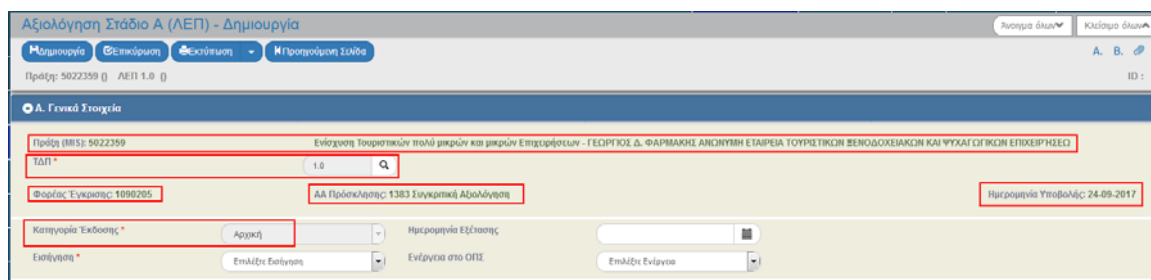 Αξιολόγηση Στάδιο Α (ΛΕΠ) - Δημιουργία
Άνοιγμα όλων Κλείσιμο όλων
Δημιουργία Επικύρωση Εκτύπωση Προηγούμενη Σελίδα
Α. Β.
Πράξη: 5022359 () ΛΕΠ 1.0 ()
ID :
Α. Γενικά Στοιχεία
Πράξη (MIS): 5022359 Ενίσχυση Τουριστικών πολύ μικρών και μικρών Επιχειρήσεων - ΓΕΩΡΓΙΟΣ Δ. ΦΑΡΜΑΚΗΣ ΑΝΩΝΥΜΗ ΕΤΑΙΡΕΙΑ ΤΟΥΡΙΣΤΙΚΩΝ ΞΕΝΟΔΟΧΕΙΑΚΩΝ ΚΑΙ ΨΥΧΑΓΩΓΙΚΩΝ ΕΠΙΧΕΙΡΉΣΕΩ
ΤΔΠ * 1.0
Φορέας Έγκρισης: 1090205 ΑΑ Πρόσκλησης: 1383 Συγκριτική Αξιολόγηση Ημερομηνία Υποβολής: 24-09-2017
Κατηγορία Έκδοσης * Αρχική Ημερομηνία Εξέτασης
Εισήγηση * Επιλέξτε Εισήγηση Ενέργεια στο ΟΠΣ Επιλέξτε Ενέργεια